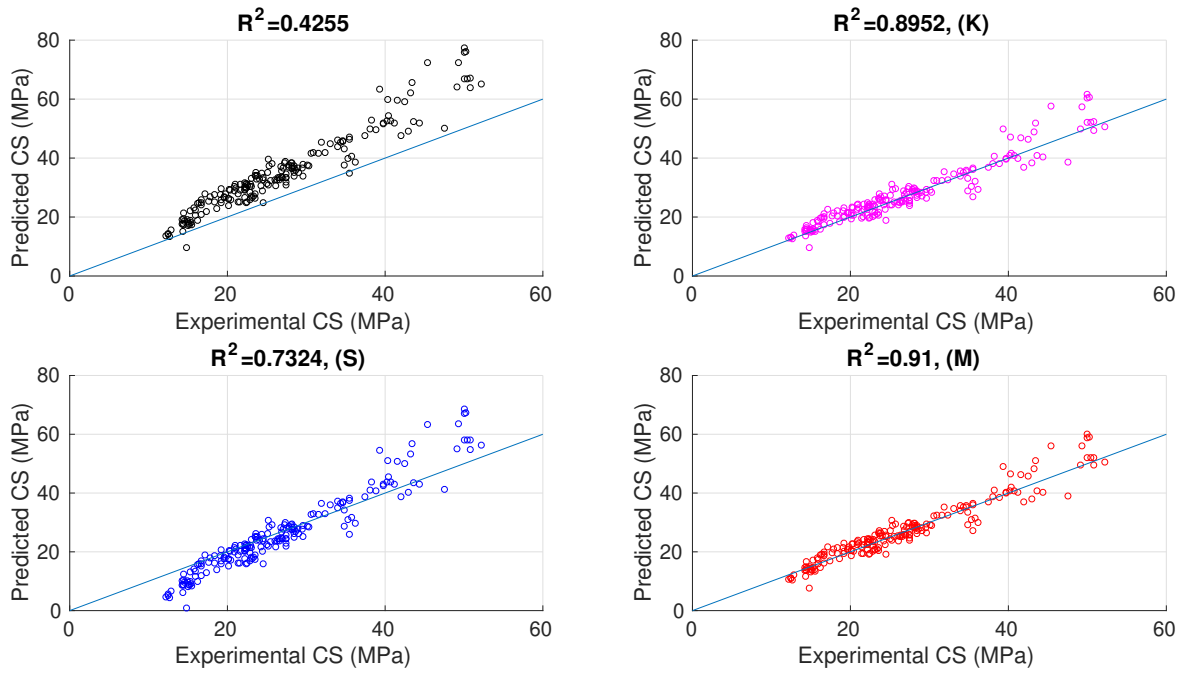 R²=0.4255
80
60
40
20
0
Predicted CS (MPa)
0 20 40 60
Experimental CS (MPa)
R²=0.8952, (K)
80
60
40
20
0
Predicted CS (MPa)
0 20 40 60
Experimental CS (MPa)
R²=0.7324, (S)
80
60
40
20
0
Predicted CS (MPa)
0 20 40 60
Experimental CS (MPa)
R²=0.91, (M)
80
60
40
20
0
Predicted CS (MPa)
0 20 40 60
Experimental CS (MPa)